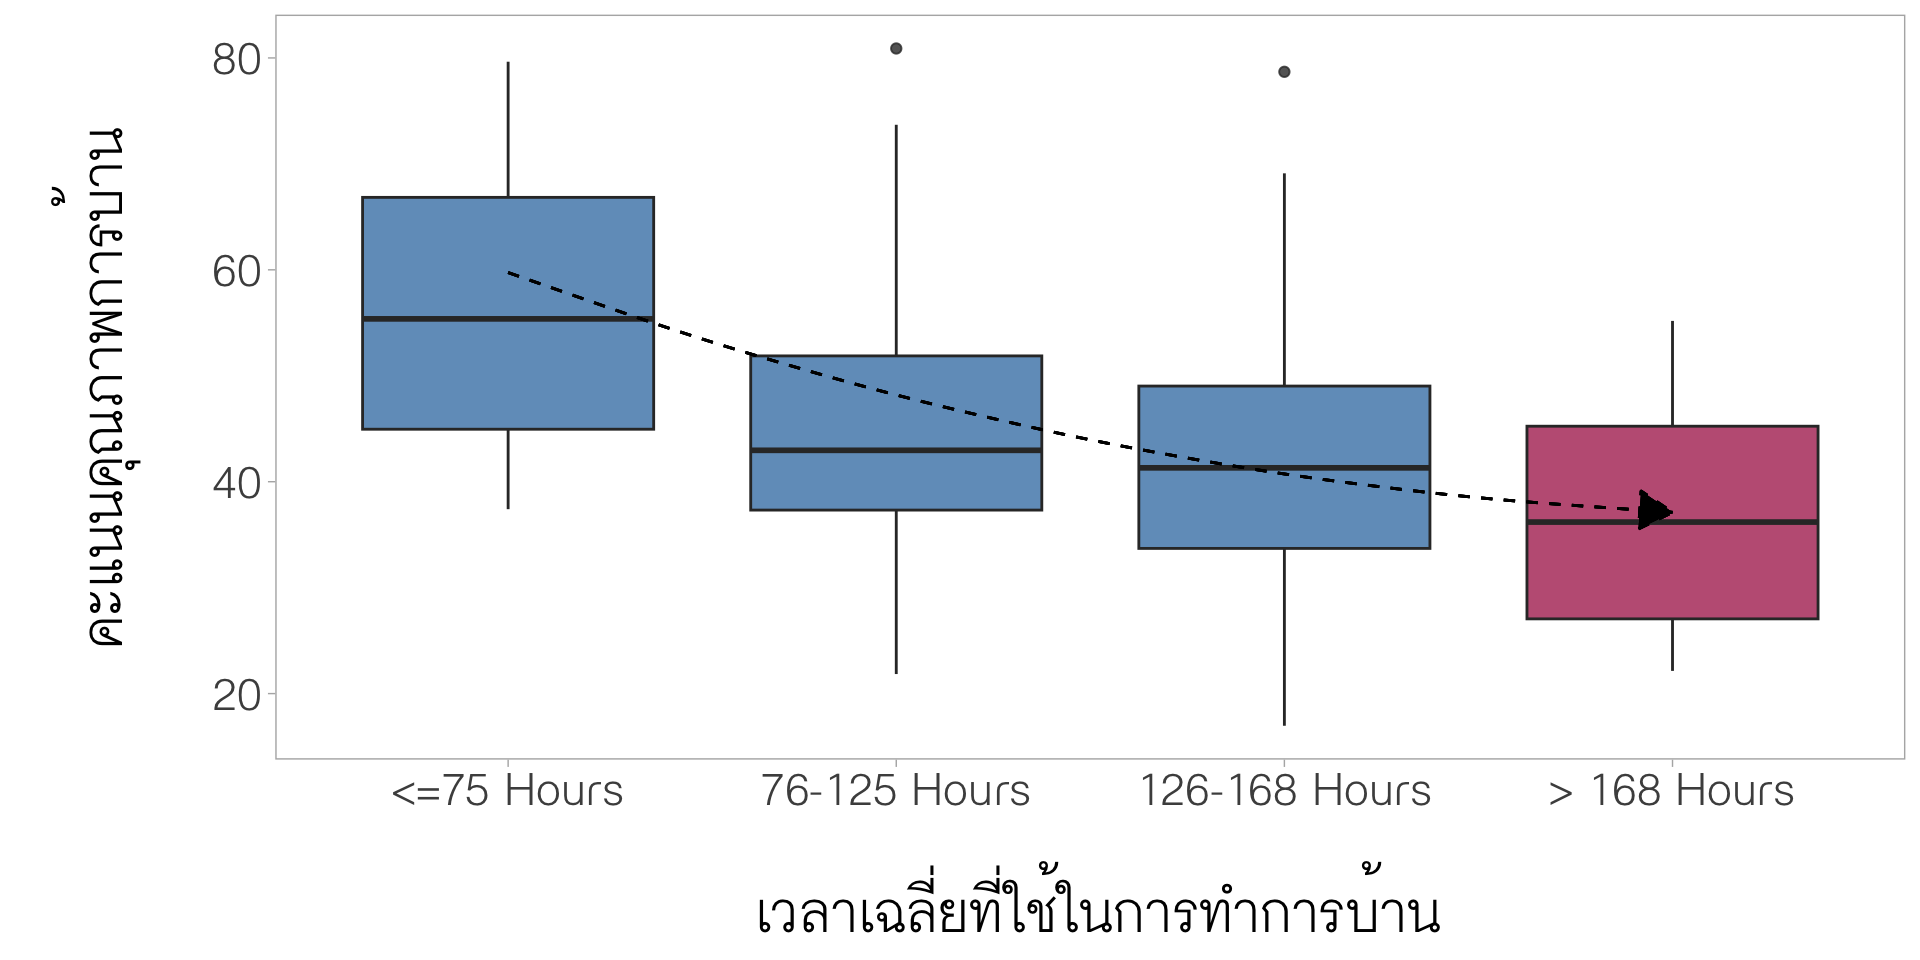 คะแนนคุณภาพการบ้าน
80
60
40
20
<=75 Hours
76-125 Hours
126-168 Hours
> 168 Hours
เวลาเฉลี่ยที่ใช้ในการทำการบ้าน